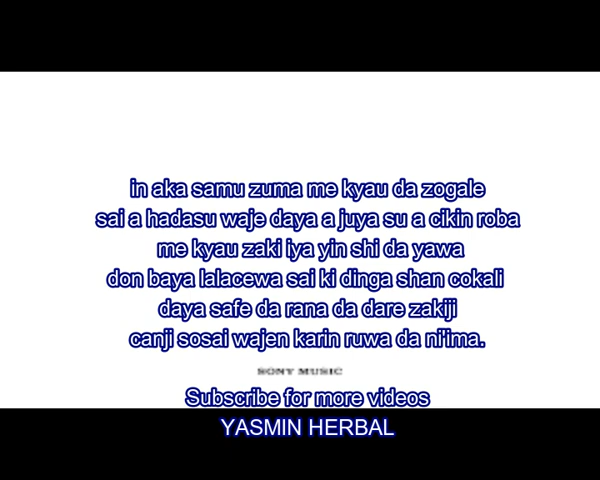 in aka samu zuma me kyau da zogale
sai a hadasu waje daya a juya su a cikin roba
me kyau zaki iya yin shi da yawa
don baya lalacewa sai ki dinga shan cokali
daya safe da rana da dare zakiji
canji sosai wajen karin ruwa da ni'ima.
SONY MUSIC
Subscribe for more videos
YASMIN HERBAL